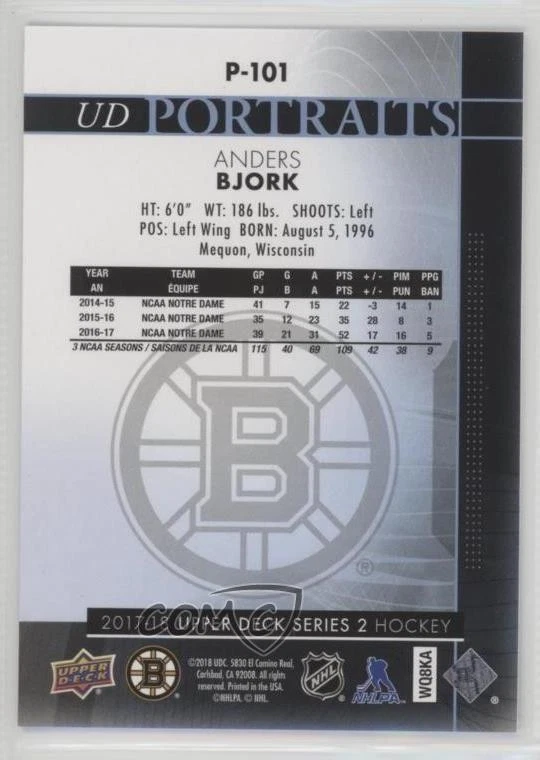 P-101
UD PORTRAITS
ANDERS
BJORK
HT: 6'0" WT: 186 lbs. SHOOTS: Left
POS: Left Wing BORN: August 5, 1996
Mequon, Wisconsin
YEAR TEAM GP G A PTS +/- PIM PPG
AN ÉQUIPE PJ B A PTS +/- PUN BAN
2014-15 NCAA NOTRE DAME 41 7 15 22 -3 14 1
2015-16 NCAA NOTRE DAME 35 12 23 35 28 8 3
2016-17 NCAA NOTRE DAME 39 21 31 52 17 16 5
3 NCAA SEASONS / SAISONS DE LA NCAA 115 40 69 109 42 38 9
B
®
COMC
2017-18 UPPER DECK SERIES 2 HOCKEY
UPPER
DECK
B
©2018 UDC. 5830 El Camino Real,
Carlsbad, CA 92008. All rights
reserved. Printed in the USA.
©NHLPA. © NHL.
NHL
NHLPA
WQ8KA
®